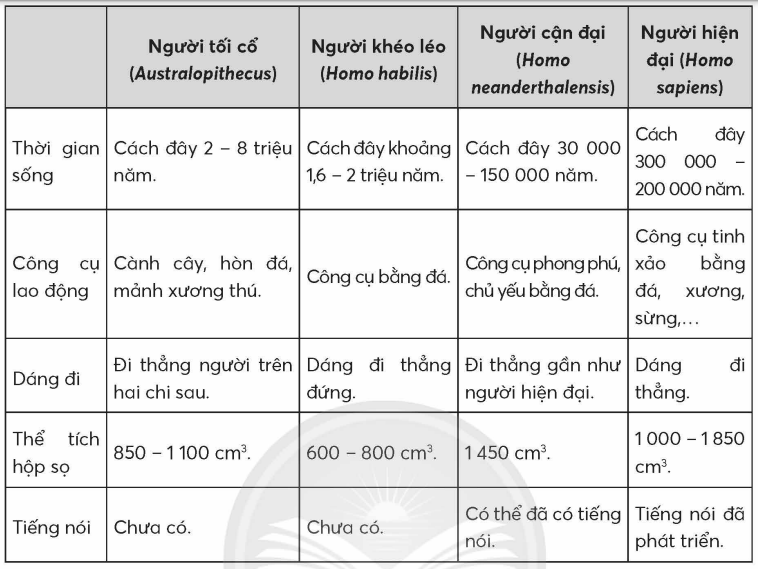 Người tối cổ
(Australopithecus)
Người khéo léo
(Homo habilis)
Người cận đại
(Homo
neanderthalensis)
Người hiện
đại (Homo
sapiens)
Thời gian
sống
Cách đây 2 – 8 triệu
năm.
Cách đây khoảng
1,6 – 2 triệu năm.
Cách đây 30 000
– 150 000 năm.
Cách đây
300 000 –
200 000 năm.
Công cụ
lao động
Cành cây, hòn đá,
mảnh xương thú.
Công cụ bằng đá.
Công cụ phong phú,
chủ yếu bằng đá.
Công cụ tinh
xảo bằng
đá, xương,
sừng,…
Dáng đi
Đi thẳng người trên
hai chi sau.
Dáng đi thẳng
đứng.
Đi thẳng gần như
người hiện đại.
Dáng đi
thẳng.
Thể tích
hộp sọ
850 – 1 100 cm³.
600 – 800 cm³.
1 450 cm³.
1 000 – 1 850
cm³.
Tiếng nói
Chưa có.
Chưa có.
Có thể đã có tiếng
nói.
Tiếng nói đã
phát triển.